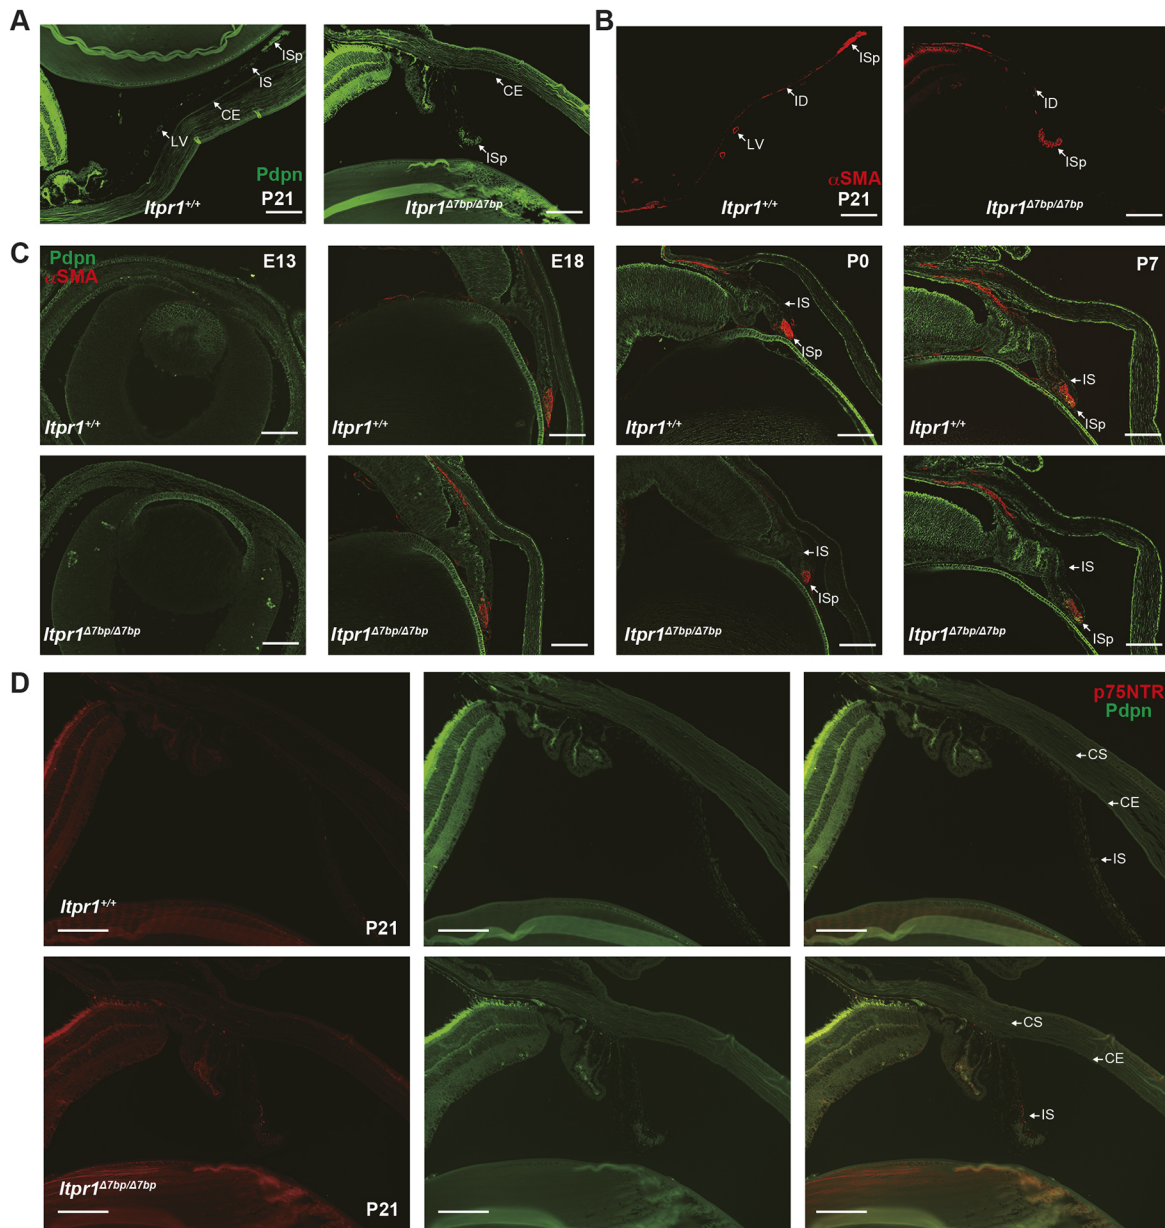 A
ISp
IS
CE
LV
Pdpn
P21
Itpr1+/+
CE
ISp
Itpr1Δ7bp/Δ7bp
B
ISp
ID
LV
αSMA
P21
Itpr1+/+
ID
ISp
Itpr1Δ7bp/Δ7bp
C
Pdpn
αSMA
E13
Itpr1+/+
E18
Itpr1+/+
P0
IS
ISp
Itpr1+/+
P7
IS
ISp
Itpr1+/+
Itpr1Δ7bp/Δ7bp
Itpr1Δ7bp/Δ7bp
IS
ISp
Itpr1Δ7bp/Δ7bp
IS
ISp
Itpr1Δ7bp/Δ7bp
D
Itpr1+/+
P21
p75NTR
Pdpn
CS
CE
IS
Itpr1Δ7bp/Δ7bp
P21
CS
CE
IS